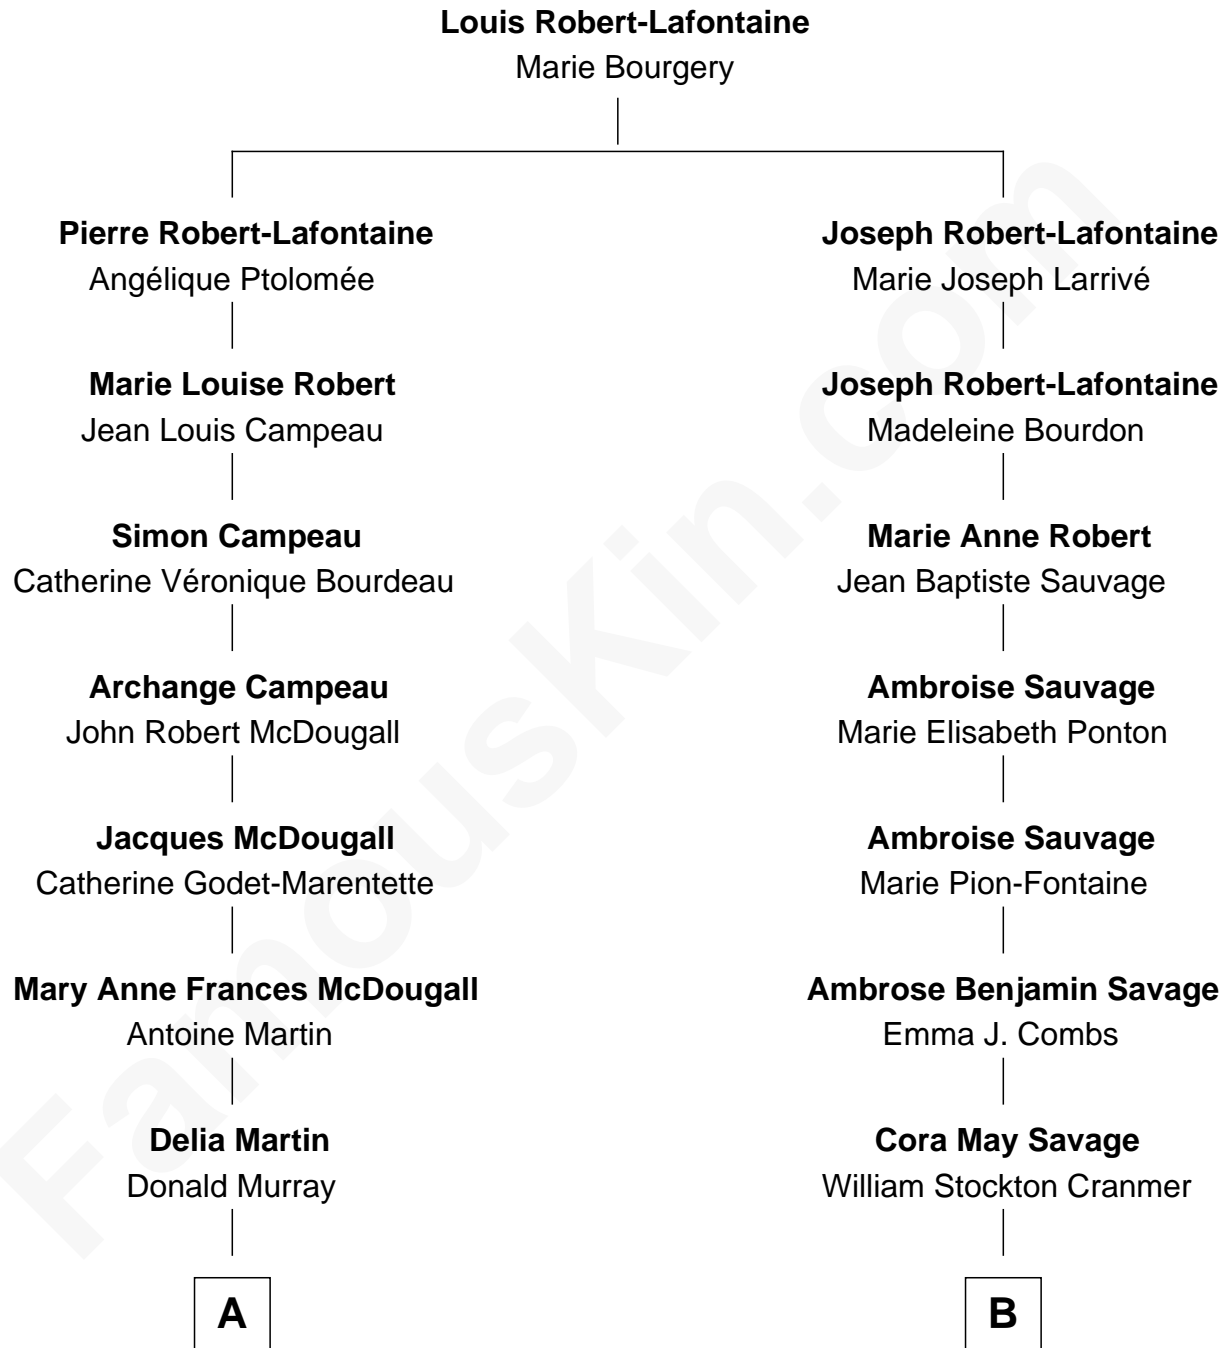 Louis Robert-Lafontaine
Marie Bourgery
Pierre Robert-Lafontaine
Angélique Ptolomée
Joseph Robert-Lafontaine
Marie Joseph Larrivé
Marie Louise Robert
Jean Louis Campeau
Joseph Robert-Lafontaine
Madeleine Bourdon
Simon Campeau
Catherine Véronique Bourdeau
Marie Anne Robert
Jean Baptiste Sauvage
Archange Campeau
John Robert McDougall
Ambroise Sauvage
Marie Elisabeth Ponton
Jacques McDougall
Catherine Godet-Marentette
Ambroise Sauvage
Marie Pion-Fontaine
Mary Anne Frances McDougall
Antoine Martin
Ambrose Benjamin Savage
Emma J. Combs
Delia Martin
Donald Murray
Cora May Savage
William Stockton Cranmer
A
B
FamousKin.com